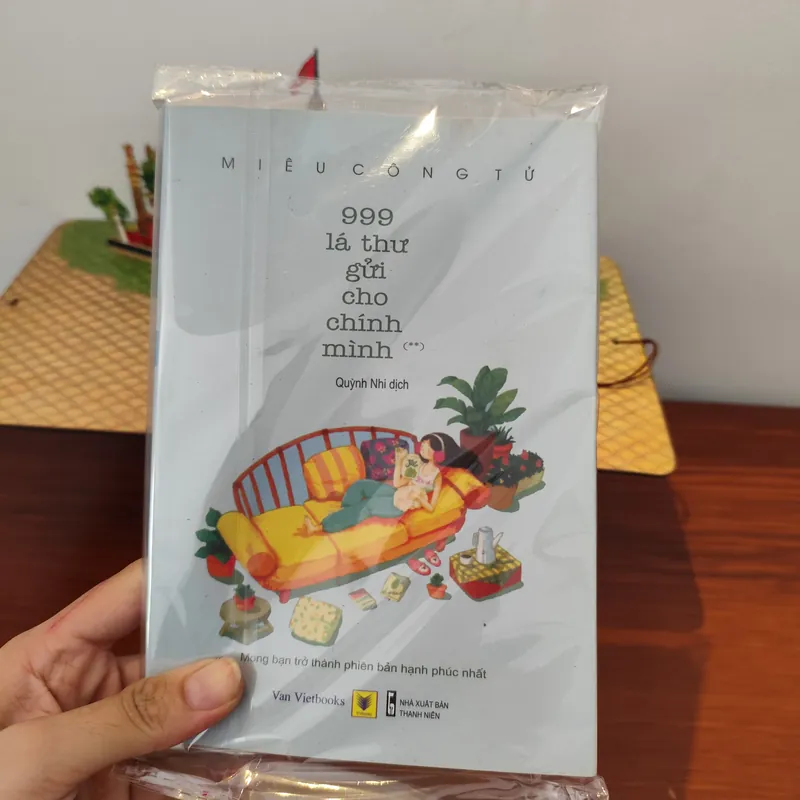 MIÊU CÔNG TỬ
999
lá thư
gửi
cho
chính
mình (**)
Quỳnh Nhi dịch
Mong bạn trở thành phiên bản hạnh phúc nhất
Van Vietbooks
NHÀ XUẤT BẢN
THANH NIÊN